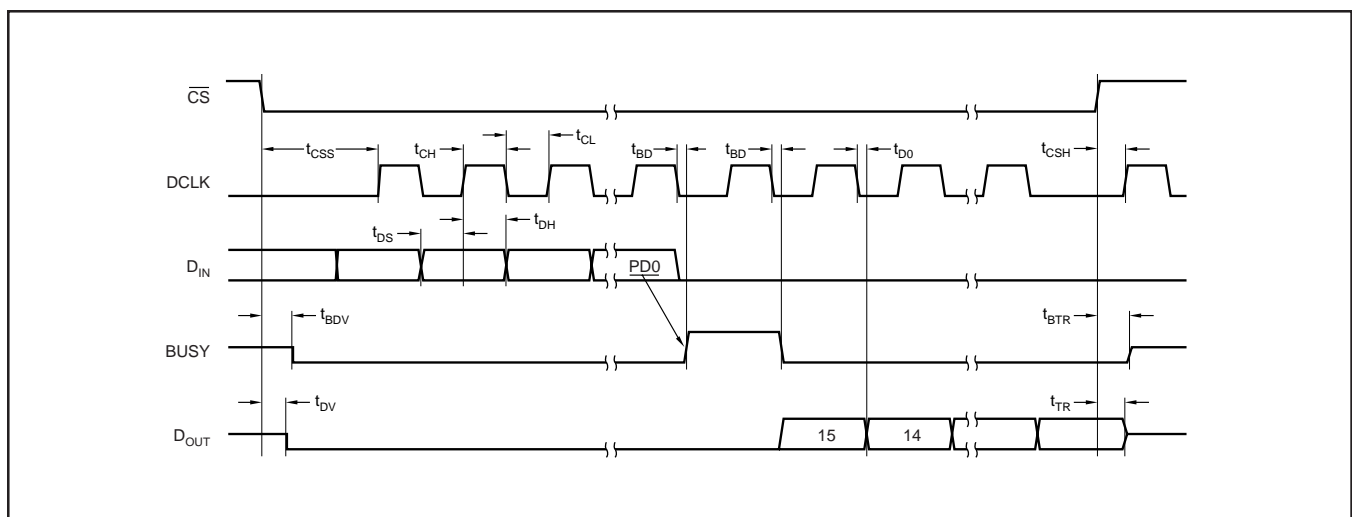 CS
tCSS
tCH
tCL
tBD
tBD
tD0
tCSH
DCLK
tDS
tDH
DIN
PD0
tBDV
tBTR
BUSY
tDV
tTR
DOUT
15
14